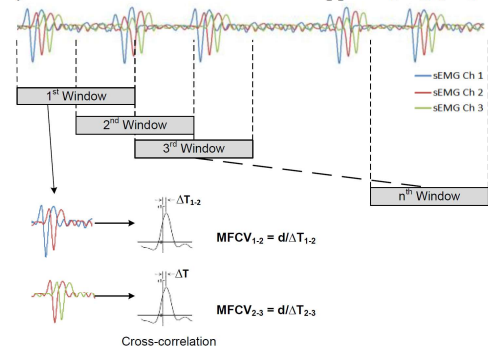 sEMG Ch 1
sEMG Ch 2
sEMG Ch 3
1st Window
2nd Window
3rd Window
nth Window
ΔT1-2
MFCV1-2 = d/ΔT1-2
ΔT
MFCV2-3 = d/ΔT2-3
Cross-correlation